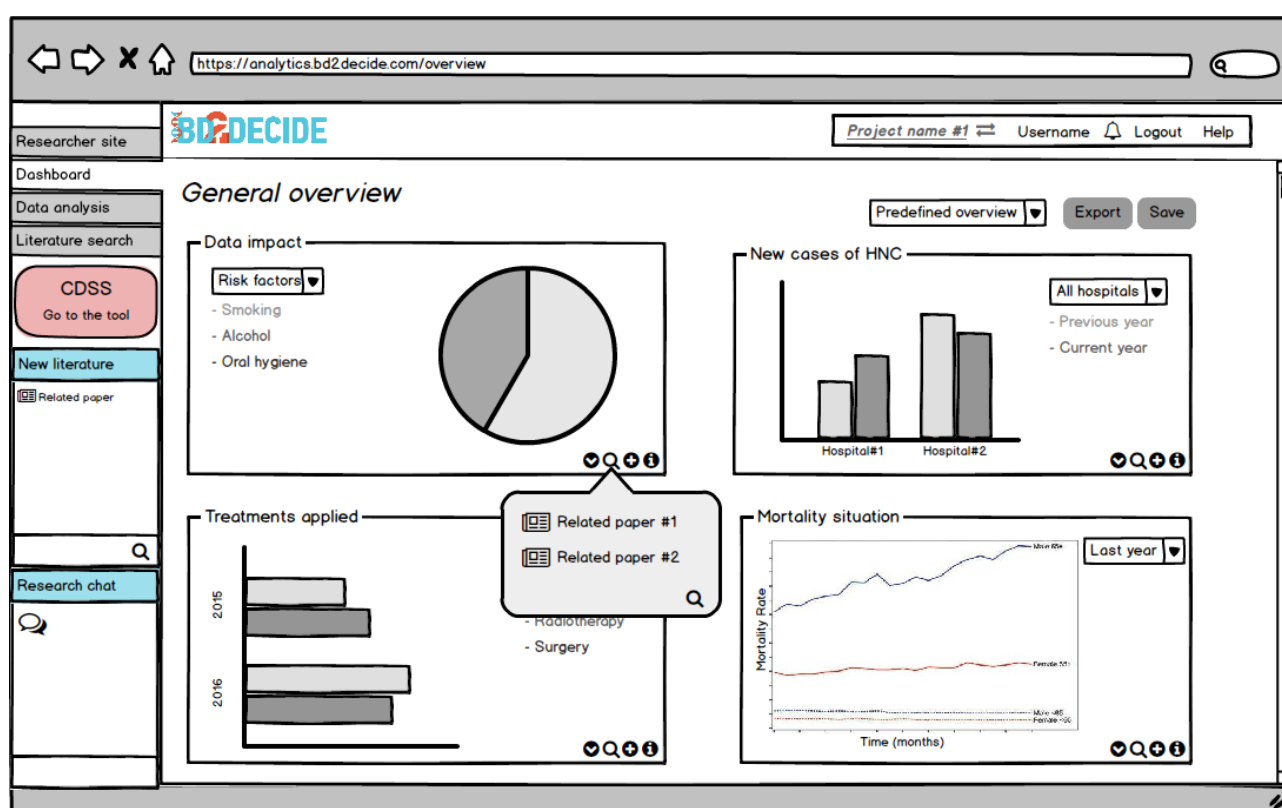 https://analytics.bd2decide.com/overview
BD2DECIDE
Project name #1 Username Logout Help
Researcher site
Dashboard
Data analysis
Literature search
CDSS
Go to the tool
New literature
Related paper
Research chat
General overview
Predefined overview Export Save
Data impact
Risk factors
- Smoking
- Alcohol
- Oral hygiene
New cases of HNC
All hospitals
- Previous year
- Current year
Hospital#1 Hospital#2
Related paper #1
Related paper #2
Treatments applied
2015
2016
- Radiotherapy
- Surgery
Mortality situation
Last year
Mortality Rate
Time (months)